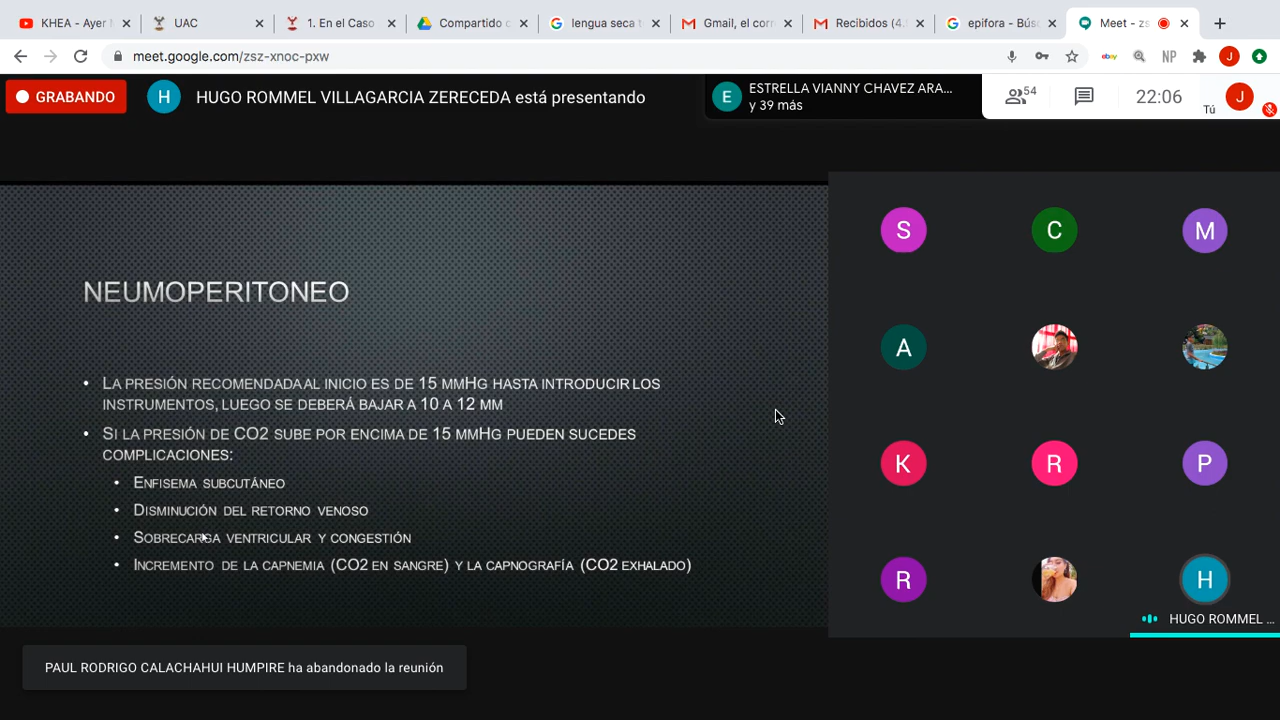 KHEA - Ayer M
UAC
1. En el Caso
Compartido c
lengua seca t
Gmail, el corr
Recibidos (4.
epifora - Bús
Meet - zs
meet.google.com/zsz-xnoc-pxw
ebay
NP
J
GRABANDO
H
HUGO ROMMEL VILLAGARCIA ZERECEDA está presentando
E
ESTRELLA VIANNY CHAVEZ ARA...
y 39 más
54
22:06
Tú
J
S
C
M
NEUMOPERITONEO
A
LA PRESIÓN RECOMENDADA AL INICIO ES DE 15 MMHG HASTA INTRODUCIR LOS
INSTRUMENTOS, LUEGO SE DEBERÁ BAJAR A 10 A 12 MM
SI LA PRESIÓN DE CO2 SUBE POR ENCIMA DE 15 MMHG PUEDEN SUCEDES
COMPLICACIONES:
K
R
P
ENFISEMA SUBCUTÁNEO
DISMINUCIÓN DEL RETORNO VENOSO
SOBRECARGA VENTRICULAR Y CONGESTIÓN
INCREMENTO DE LA CAPNEMIA (CO2 EN SANGRE) Y LA CAPNOGRAFÍA (CO2 EXHALADO)
R
H
HUGO ROMMEL ...
PAUL RODRIGO CALACHAHUI HUMPIRE ha abandonado la reunión